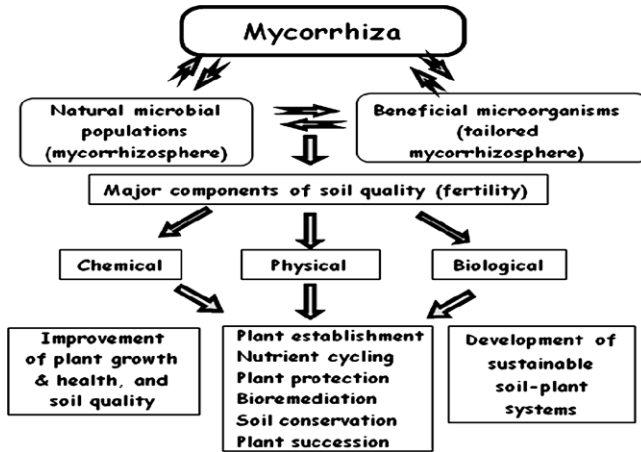 Mycorrhiza
Natural microbial
populations
(mycorrhizosphere)
Beneficial microorganisms
(tailored
mycorrhizosphere)
Major components of soil quality (fertility)
Chemical
Physical
Biological
Improvement
of plant growth
& health, and
soil quality
Plant establishment
Nutrient cycling
Plant protection
Bioremediation
Soil conservation
Plant succession
Development of
sustainable
soil-plant
systems